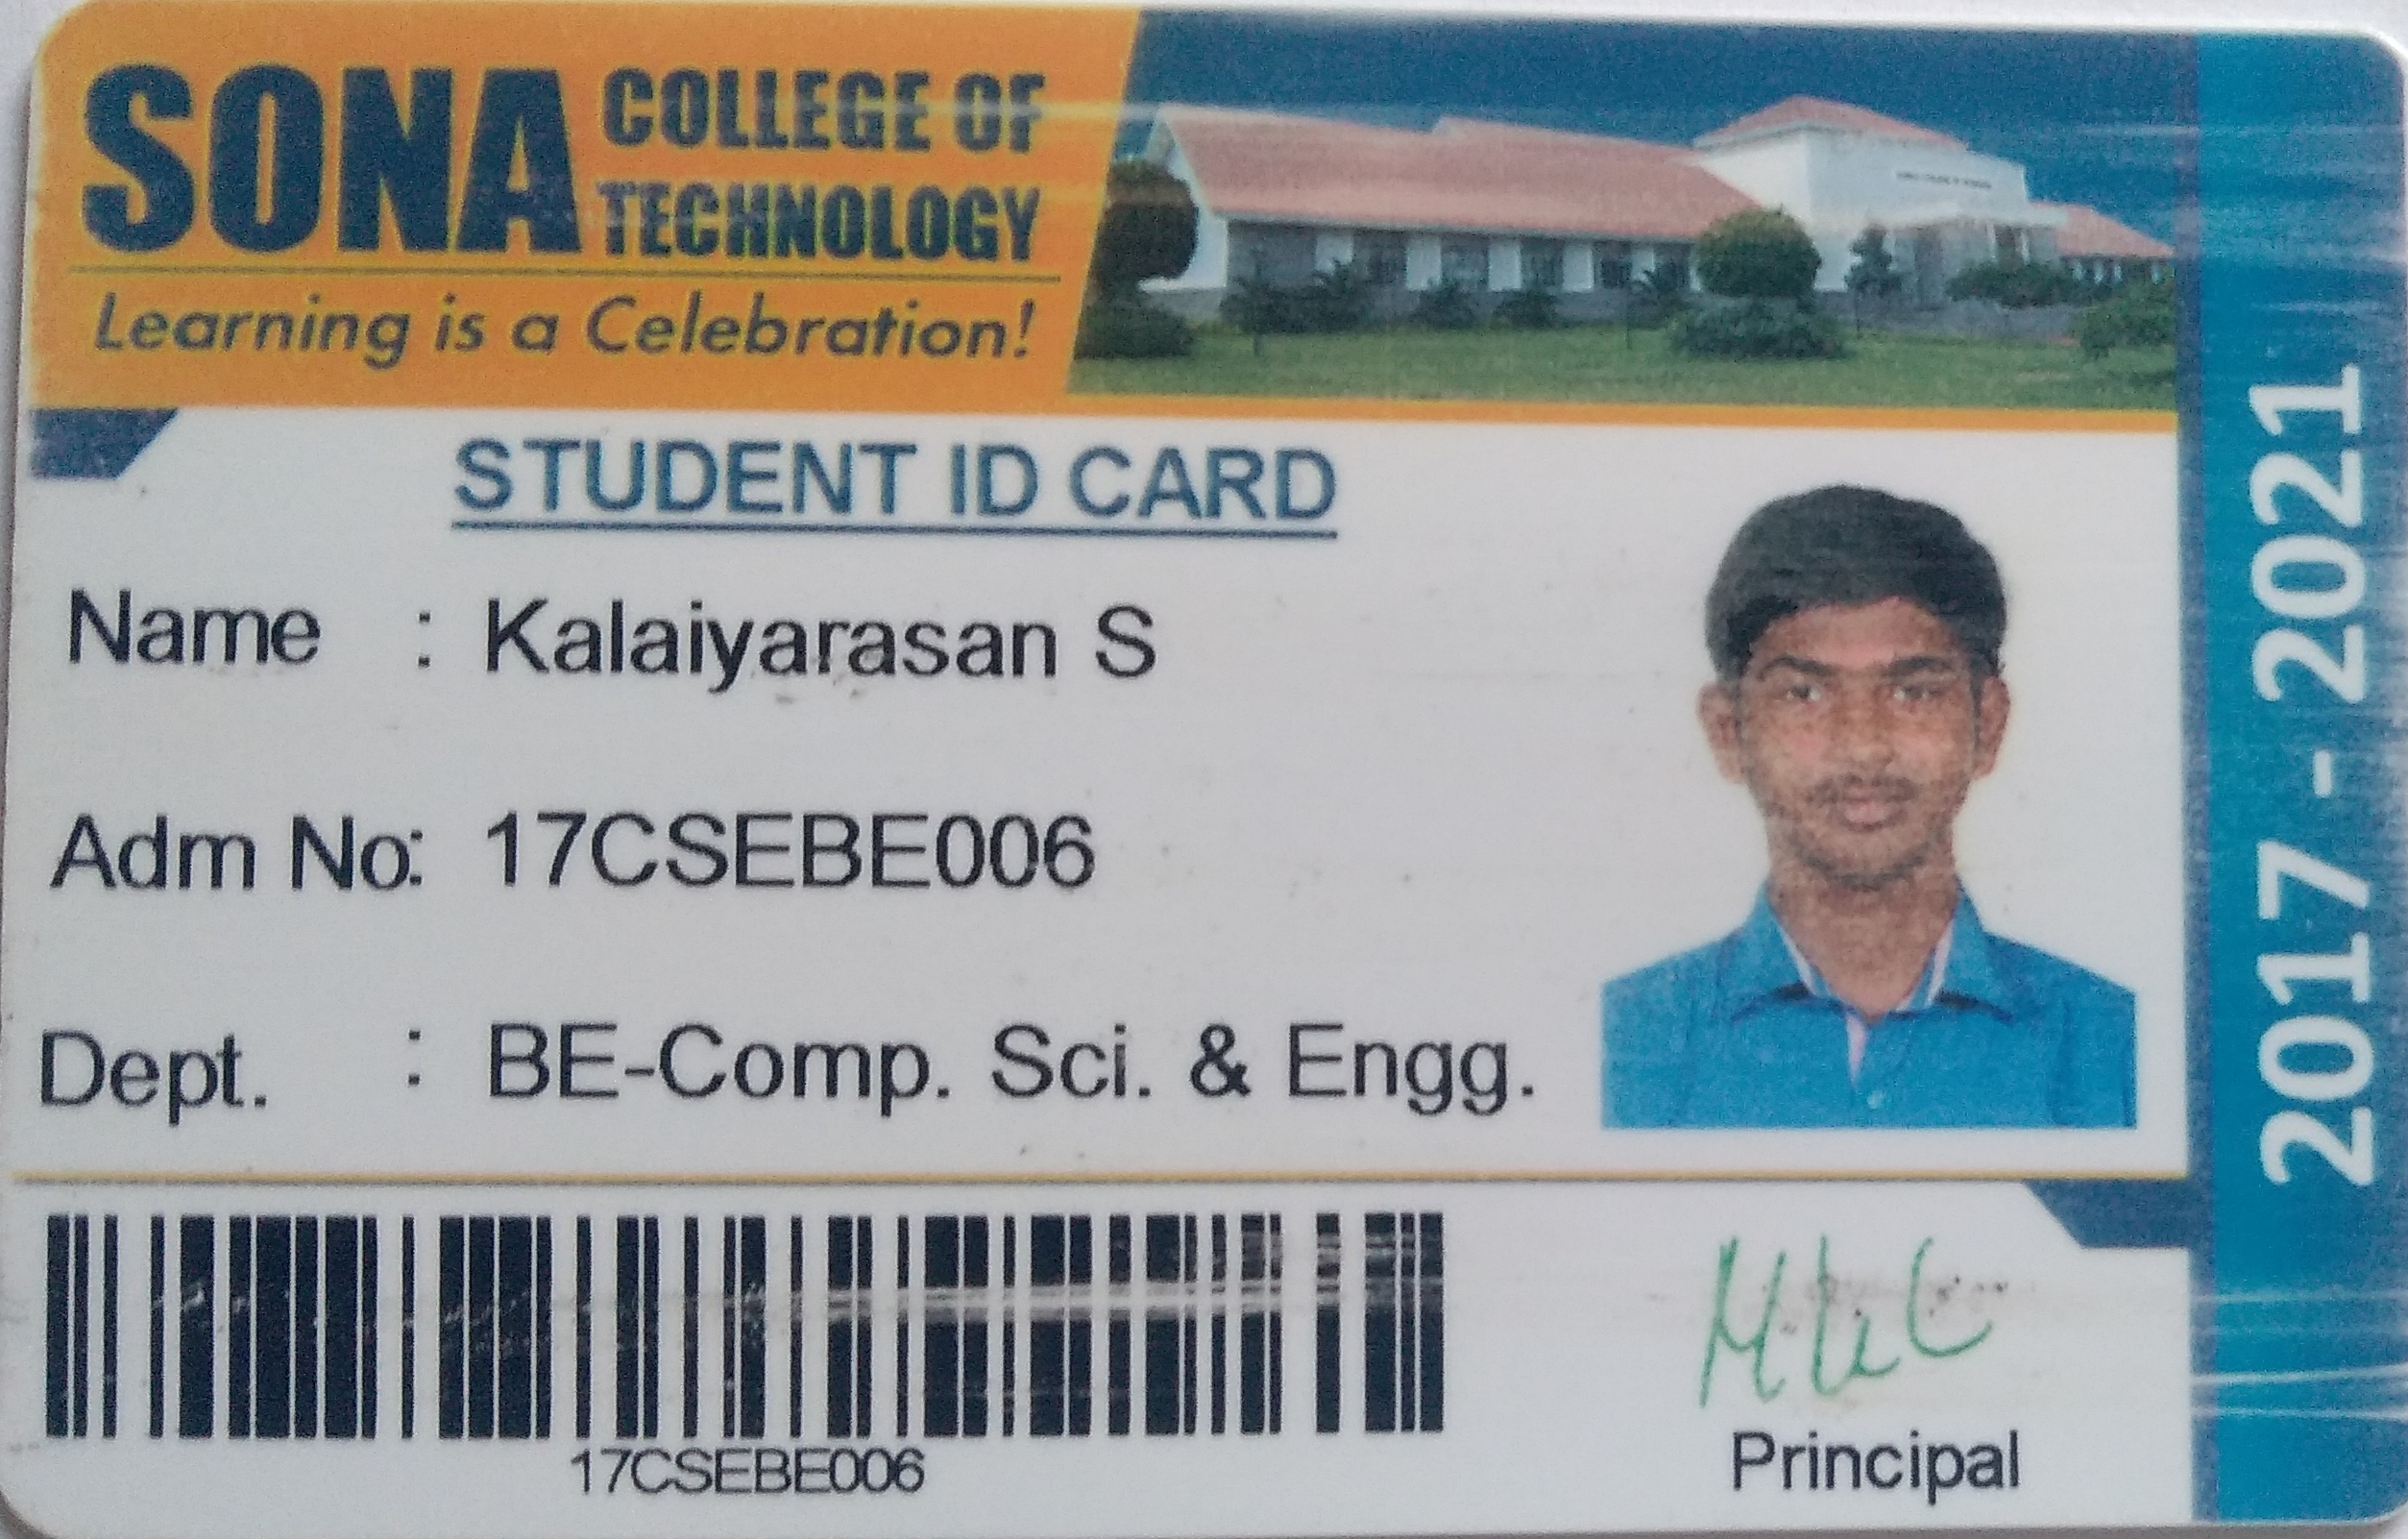 SONA COLLEGE OF TECHNOLOGY
Learning is a Celebration!
STUDENT ID CARD
Name : Kalaiyarasan S
Adm No: 17CSEBE006
Dept. : BE-Comp. Sci. & Engg.
2017 - 2021
17CSEBE006
Principal